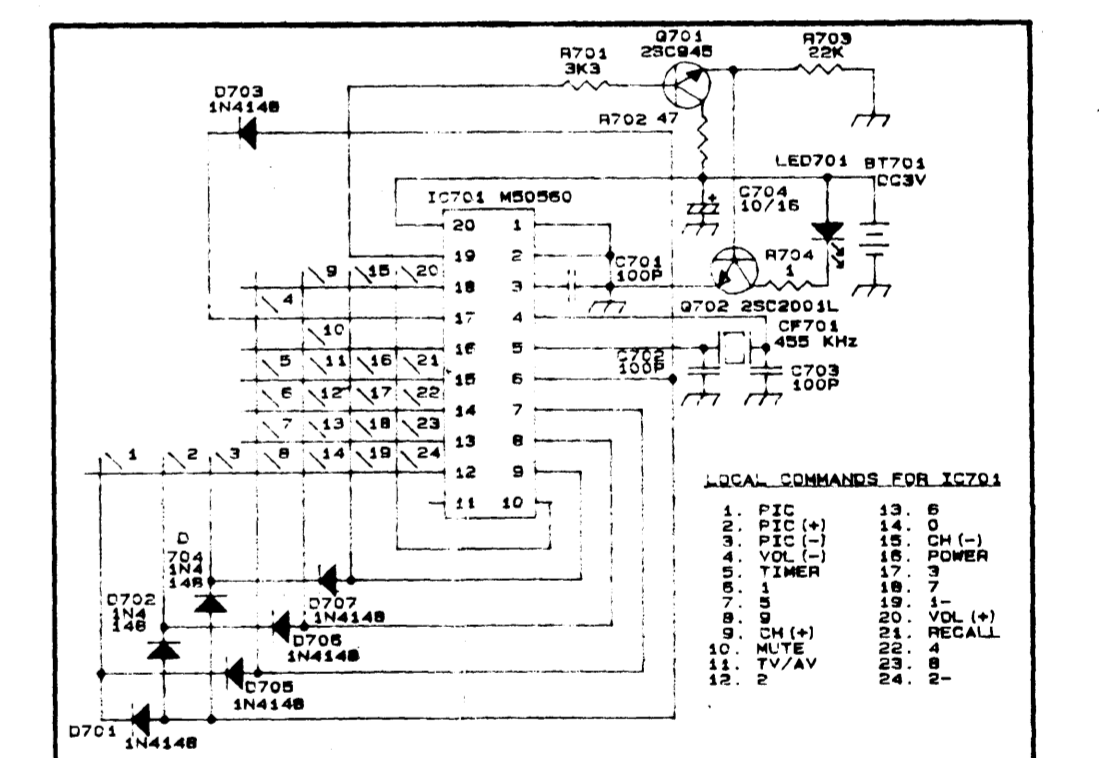 Q701
2SC945
R701
3K3
R703
22K
D703
1N4148
R702 47
LED701
BT701
DC3V
IC701 M50560
C704
10/16
+
20 1
19 2
18 3
17 4
16 5
15 6
14 7
13 8
12 9
11 10
C701
100P
R704
1
Q702 2SC2001L
CF701
455 KHz
C702
100P
C703
100P
9 15 20
4
10
5 11 16 21
6 12 17 22
7 13 18 23
1 2 3 8 14 19 24
LOCAL COMMANDS FOR IC701
1. PIC
2. PIC(+)
3. PIC(-)
4. VOL(-)
5. TIMER
6. 1
7. 5
8. 9
9. CH(+)
10. MUTE
11. TV/AV
12. 2
13. 6
14. 0
15. CH(-)
16. POWER
17. 3
18. 7
19. 1-
20. VOL(+)
21. RECALL
22. 4
23. 8
24. 2-
D
704
1N4
148
D702
1N4
148
D707
1N4148
D706
1N4148
D705
1N4148
D701
1N4148